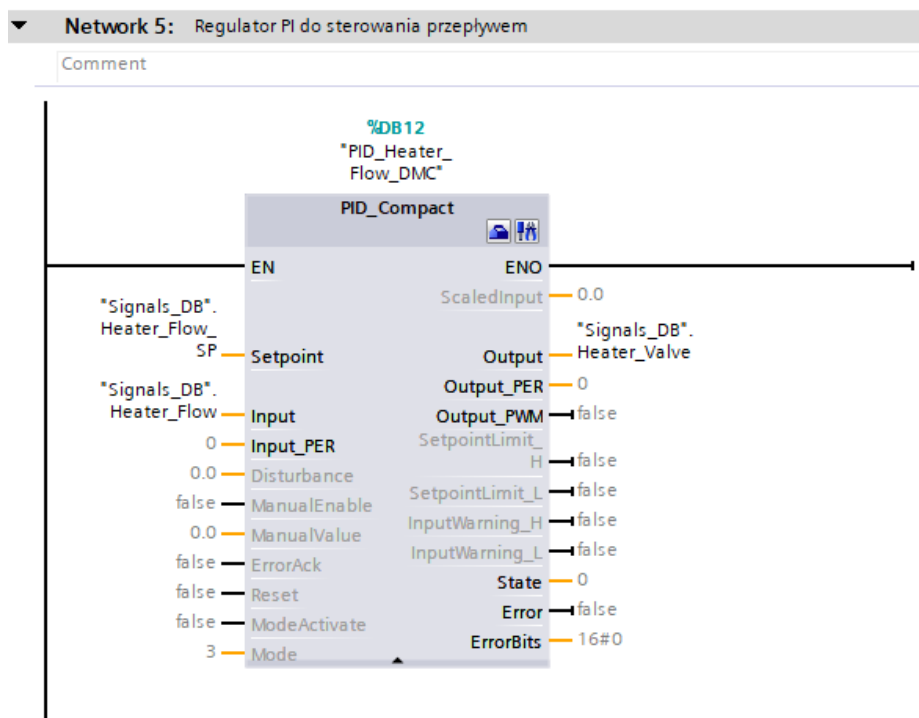 Network 5: Regulator PI do sterowania przepływem
Comment
%DB12
"PID_Heater_
Flow_DMC"
PID_Compact
EN
ENO
ScaledInput
0.0
"Signals_DB".
Heater_Flow_
SP
Setpoint
Output
"Signals_DB".
Heater_Valve
Output_PER
0
"Signals_DB".
Heater_Flow
Input
Output_PWM
false
0
Input_PER
SetpointLimit_
H
false
0.0
Disturbance
SetpointLimit_L
false
false
ManualEnable
InputWarning_H
false
0.0
ManualValue
InputWarning_L
false
false
ErrorAck
State
0
false
Reset
Error
false
false
ModeActivate
ErrorBits
16#0
3
Mode